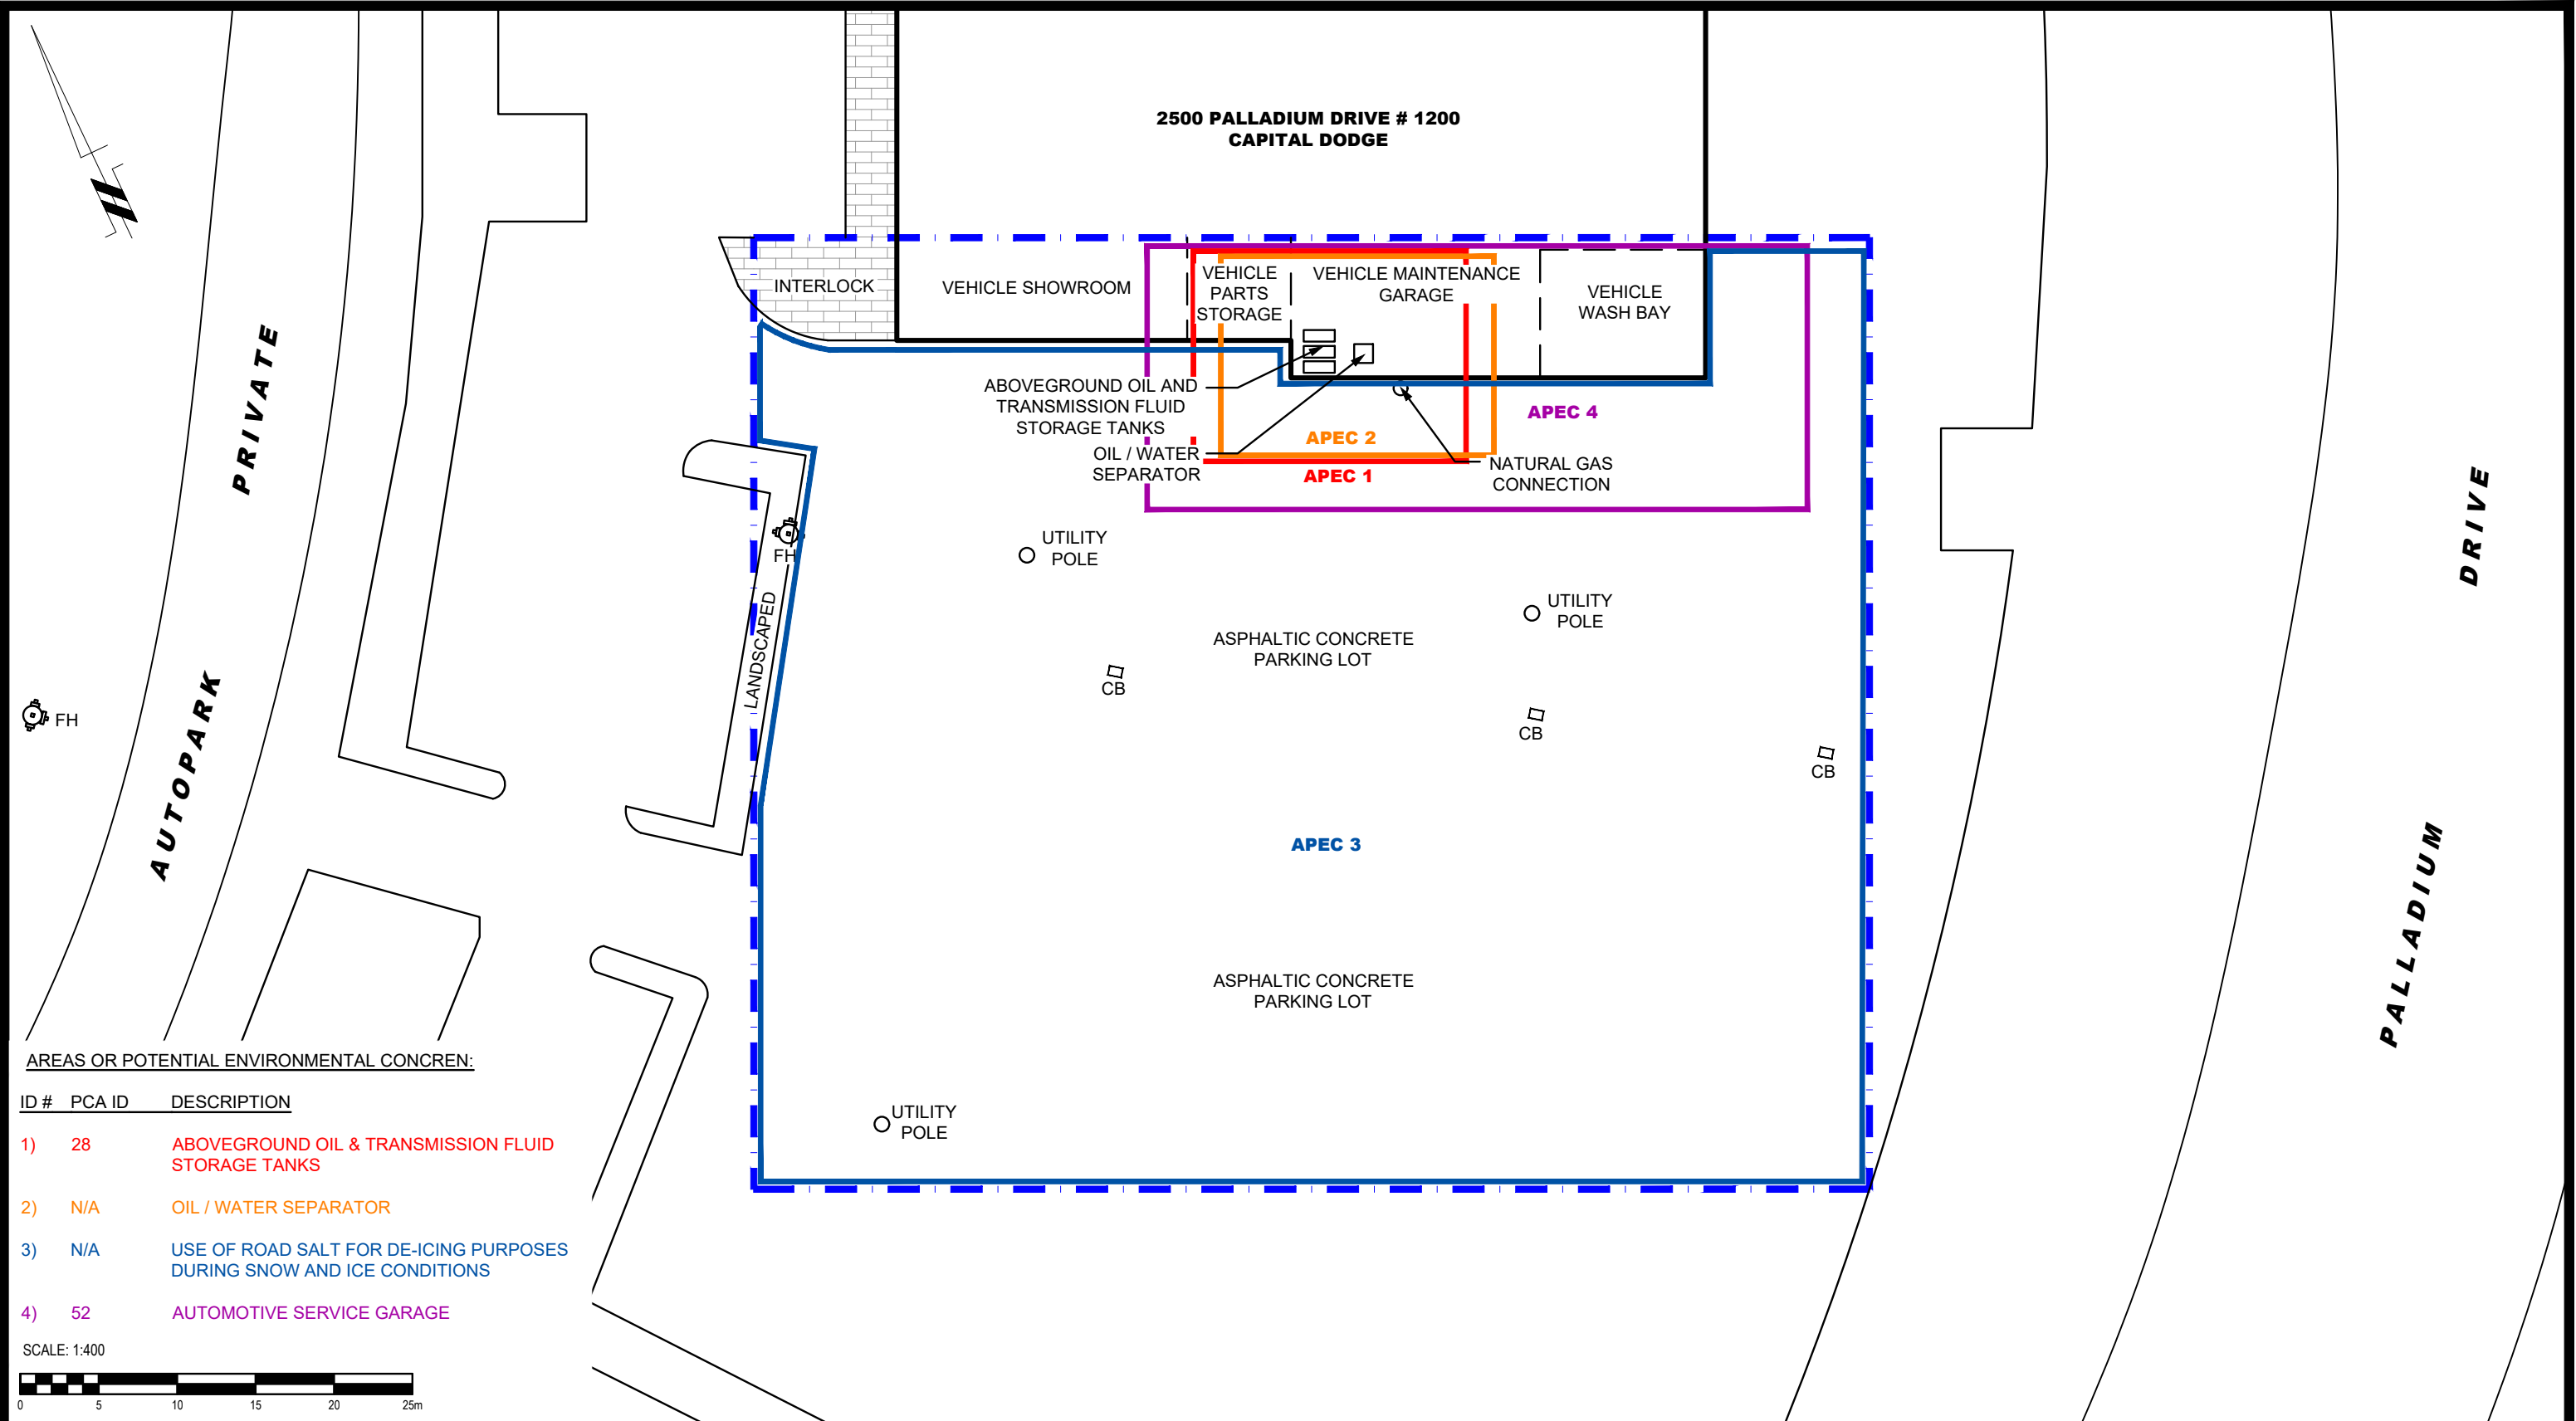 2500 PALLADIUM DRIVE # 1200
CAPITAL DODGE
INTERLOCK
VEHICLE SHOWROOM
VEHICLE
PARTS
STORAGE
VEHICLE MAINTENANCE
GARAGE
VEHICLE
WASH BAY
ABOVEGROUND OIL AND
TRANSMISSION FLUID
STORAGE TANKS
OIL / WATER
SEPARATOR
APEC 2
APEC 1
APEC 4
NATURAL GAS
CONNECTION
PRIVATE
AUTOPARK
DRIVE
PALLADIUM
FH
FH
LANDSCAPED
UTILITY
POLE
UTILITY
POLE
ASPHALTIC CONCRETE
PARKING LOT
CB
CB
CB
APEC 3
ASPHALTIC CONCRETE
PARKING LOT
UTILITY
POLE
AREAS OR POTENTIAL ENVIRONMENTAL CONCREN:
ID # PCA ID DESCRIPTION
1) 28 ABOVEGROUND OIL & TRANSMISSION FLUID
STORAGE TANKS
2) N/A OIL / WATER SEPARATOR
3) N/A USE OF ROAD SALT FOR DE-ICING PURPOSES
DURING SNOW AND ICE CONDITIONS
4) 52 AUTOMOTIVE SERVICE GARAGE
SCALE: 1:400
0 5 10 15 20 25m